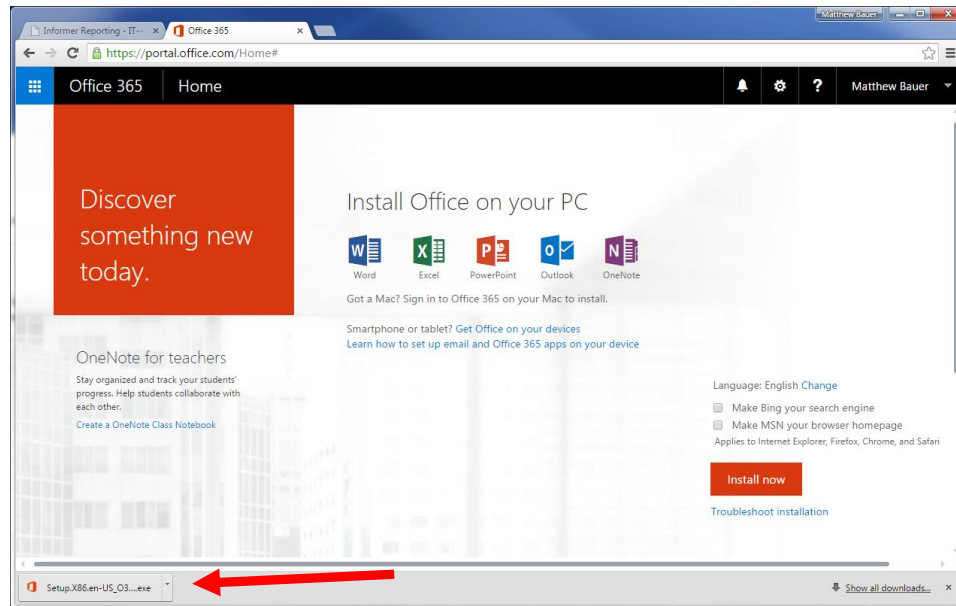 Matthew Bauer
Informer Reporting - IT--
Office 365
https://portal.office.com/Home#
Office 365 Home
? Matthew Bauer
Discover
something new
today.
Install Office on your PC
Word Excel PowerPoint Outlook OneNote
Got a Mac? Sign in to Office 365 on your Mac to install.
Smartphone or tablet? Get Office on your devices
Learn how to set up email and Office 365 apps on your device
OneNote for teachers
Stay organized and track your students'
progress. Help students collaborate with
each other.
Create a OneNote Class Notebook
Language: English Change
Make Bing your search engine
Make MSN your browser homepage
Applies to Internet Explorer, Firefox, Chrome, and Safari
Install now
Troubleshoot installation
Setup.X86.en-US_O3....exe
Show all downloads...